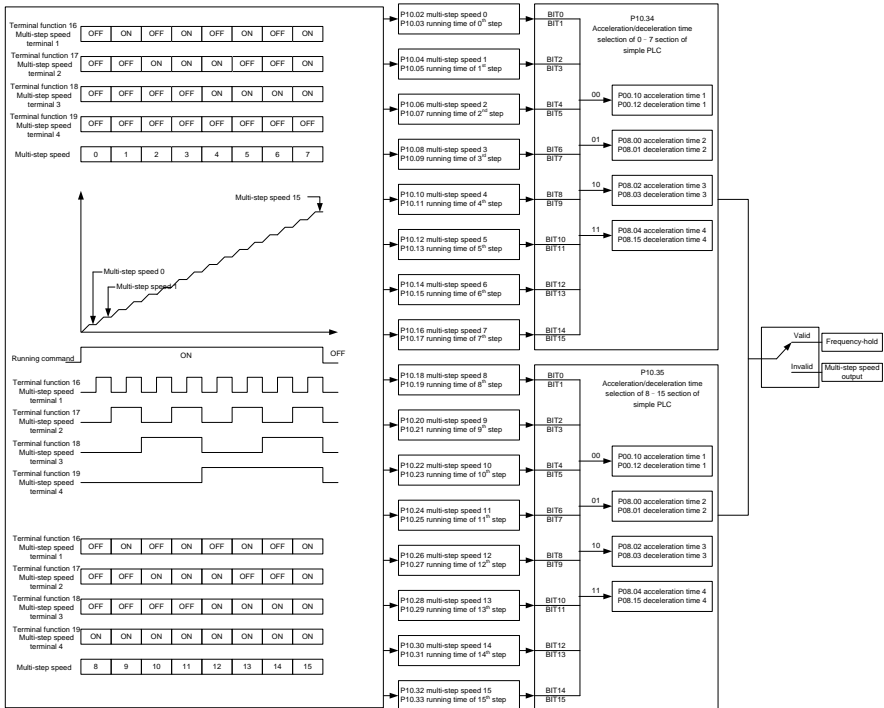 Terminal function 16
Multi-step speed
terminal 1
OFF ON OFF ON OFF ON OFF ON
Terminal function 17
Multi-step speed
terminal 2
OFF OFF ON ON OFF OFF ON ON
Terminal function 18
Multi-step speed
terminal 3
OFF OFF OFF OFF ON ON ON ON
Terminal function 19
Multi-step speed
terminal 4
OFF OFF OFF OFF OFF OFF OFF OFF
Multi-step speed 0 1 2 3 4 5 6 7
Multi-step speed 15
Multi-step speed 0
Multi-step speed 1
Running command ON OFF
Terminal function 16
Multi-step speed
terminal 1
Terminal function 17
Multi-step speed
terminal 2
Terminal function 18
Multi-step speed
terminal 3
Terminal function 19
Multi-step speed
terminal 4
Terminal function 16
Multi-step speed
terminal 1
OFF ON OFF ON OFF ON OFF ON
Terminal function 17
Multi-step speed
terminal 2
OFF OFF ON ON OFF OFF ON ON
Terminal function 18
Multi-step speed
terminal 3
OFF OFF OFF OFF ON ON ON ON
Terminal function 19
Multi-step speed
terminal 4
ON ON ON ON ON ON ON ON
Multi-step speed 8 9 10 11 12 13 14 15
P10.02 multi-step speed 0
P10.03 running time of 0th step
P10.04 multi-step speed 1
P10.05 running time of 1st step
P10.06 multi-step speed 2
P10.07 running time of 2nd step
P10.08 multi-step speed 3
P10.09 running time of 3rd step
P10.10 multi-step speed 4
P10.11 running time of 4th step
P10.12 multi-step speed 5
P10.13 running time of 5th step
P10.14 multi-step speed 6
P10.15 running time of 6th step
P10.16 multi-step speed 7
P10.17 running time of 7th step
P10.18 multi-step speed 8
P10.19 running time of 8th step
P10.20 multi-step speed 9
P10.21 running time of 9th step
P10.22 multi-step speed 10
P10.23 running time of 10th step
P10.24 multi-step speed 11
P10.25 running time of 11th step
P10.26 multi-step speed 12
P10.27 running time of 12th step
P10.28 multi-step speed 13
P10.29 running time of 13th step
P10.30 multi-step speed 14
P10.31 running time of 14th step
P10.32 multi-step speed 15
P10.33 running time of 15th step
BIT0
BIT1
BIT2
BIT3
BIT4
BIT5
BIT6
BIT7
BIT8
BIT9
BIT10
BIT11
BIT12
BIT13
BIT14
BIT15
P10.34
Acceleration/deceleration time
selection of 0 - 7 section of
simple PLC
00
P00.10 acceleration time 1
P00.12 deceleration time 1
01
P08.00 acceleration time 2
P08.01 deceleration time 2
10
P08.02 acceleration time 3
P08.03 deceleration time 3
11
P08.04 acceleration time 4
P08.15 deceleration time 4
BIT0
BIT1
BIT2
BIT3
BIT4
BIT5
BIT6
BIT7
BIT8
BIT9
BIT10
BIT11
BIT12
BIT13
BIT14
BIT15
P10.35
Acceleration/deceleration time
selection of 8 - 15 section of
simple PLC
00
P00.10 acceleration time 1
P00.12 deceleration time 1
01
P08.00 acceleration time 2
P08.01 deceleration time 2
10
P08.02 acceleration time 3
P08.03 deceleration time 3
11
P08.04 acceleration time 4
P08.15 deceleration time 4
Valid
Frequency-hold
Invalid
Multi-step speed
output